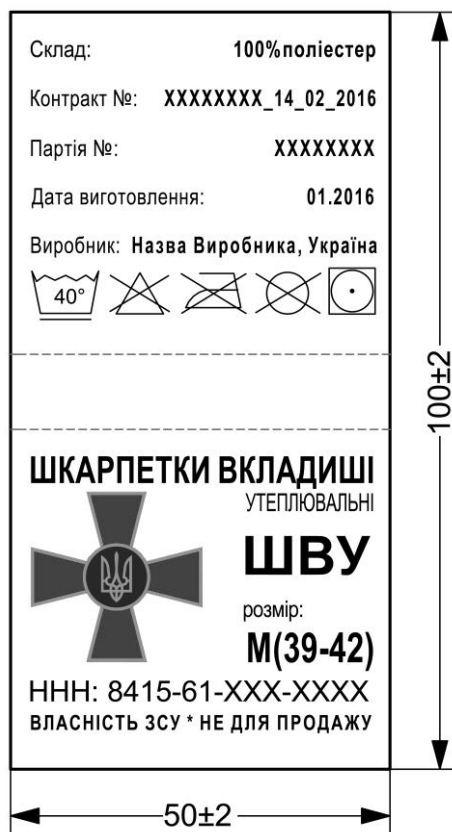 Склад: 100%поліестер
Контракт №: XXXXXXXX_14_02_2016
Партія №: XXXXXXXX
Дата виготовлення: 01.2016
Виробник: Назва Виробника, Україна
40°
ШКАРПЕТКИ ВКЛАДИШІ
УТЕПЛЮВАЛЬНІ
ШВУ
розмір:
М(39-42)
ННН: 8415-61-XXX-XXXX
ВЛАСНІСТЬ ЗСУ * НЕ ДЛЯ ПРОДАЖУ
100±2
50±2